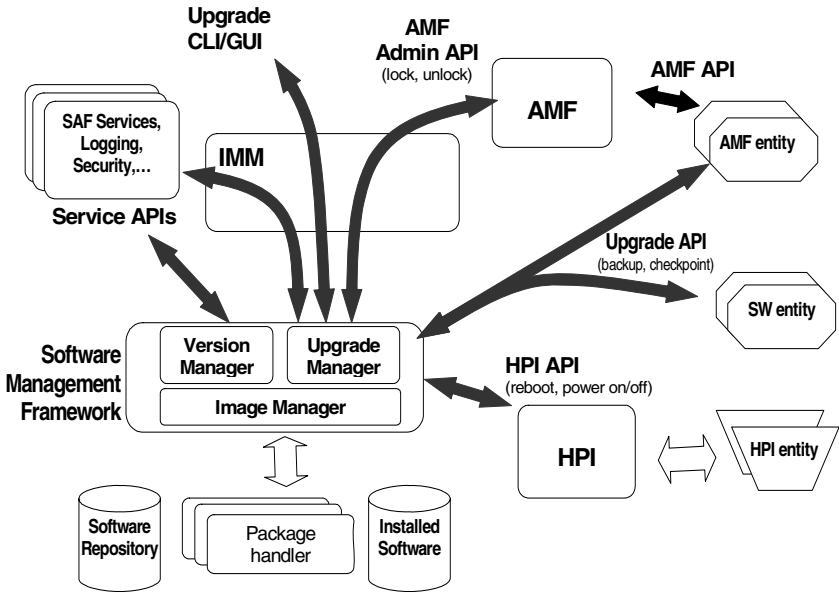 Upgrade
CLI/GUI
AMF
Admin API
(lock, unlock)
AMF
AMF API
AMF entity
SAF Services,
Logging,
Security,...
Service APIs
IMM
Upgrade API
(backup, checkpoint)
SW entity
Software
Management
Framework
Version
Manager
Upgrade
Manager
Image Manager
HPI API
(reboot, power on/off)
HPI
HPI entity
Software
Repository
Package
handler
Installed
Software